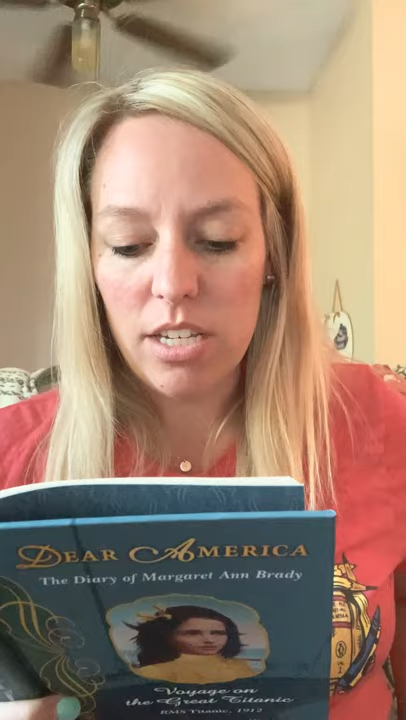 DEAR AMERICA
The Diary of Margaret Ann Brady
Voyage on
the Great Titanic
RMS Titanic, 1912